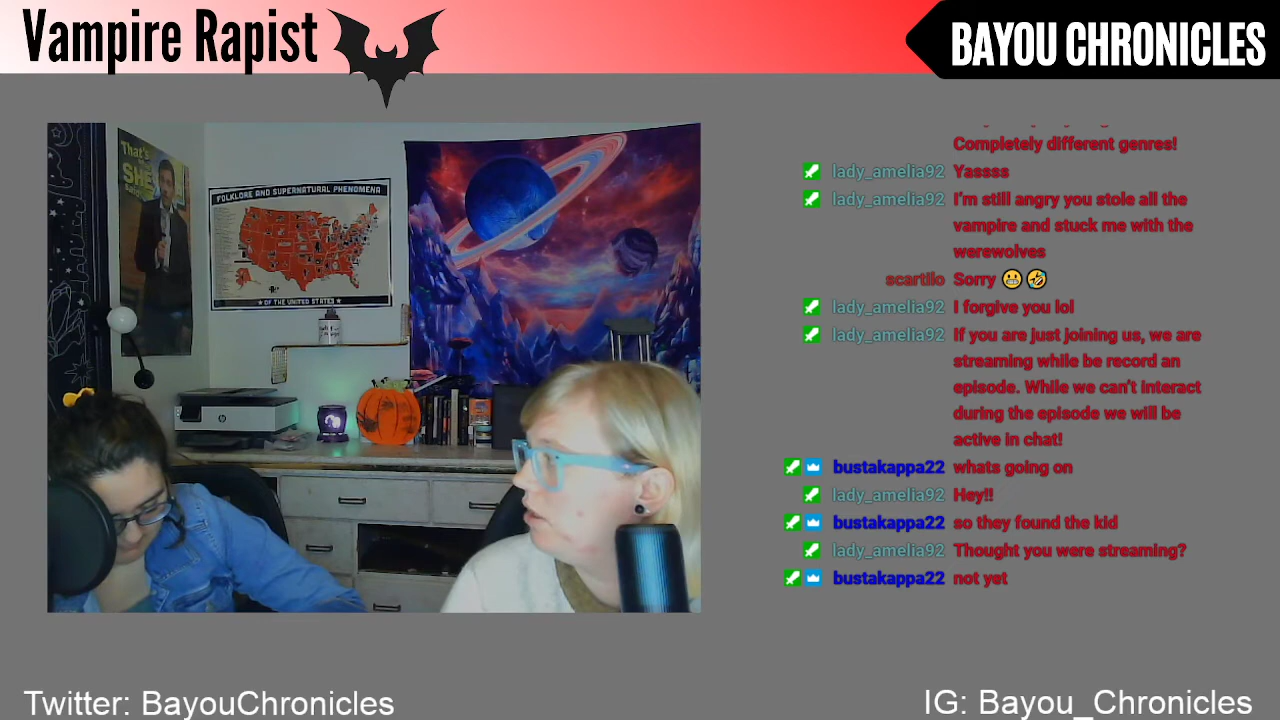 Vampire Rapist
BAYOU CHRONICLES
That's
SHE
FOLKLORE AND SUPERNATURAL PHENOMENA
★ OF THE UNITED STATES ★
hp
Completely different genres!
lady_amelia92 Yassss
lady_amelia92 I'm still angry you stole all the
vampire and stuck me with the
werewolves
scartilo Sorry 😬🤣
lady_amelia92 I forgive you lol
lady_amelia92 If you are just joining us, we are
streaming while be record an
episode. While we can't interact
during the episode we will be
active in chat!
bustakappa22 whats going on
lady_amelia92 Hey!!
bustakappa22 so they found the kid
lady_amelia92 Thought you were streaming?
bustakappa22 not yet
Twitter: BayouChronicles
IG: Bayou_Chronicles